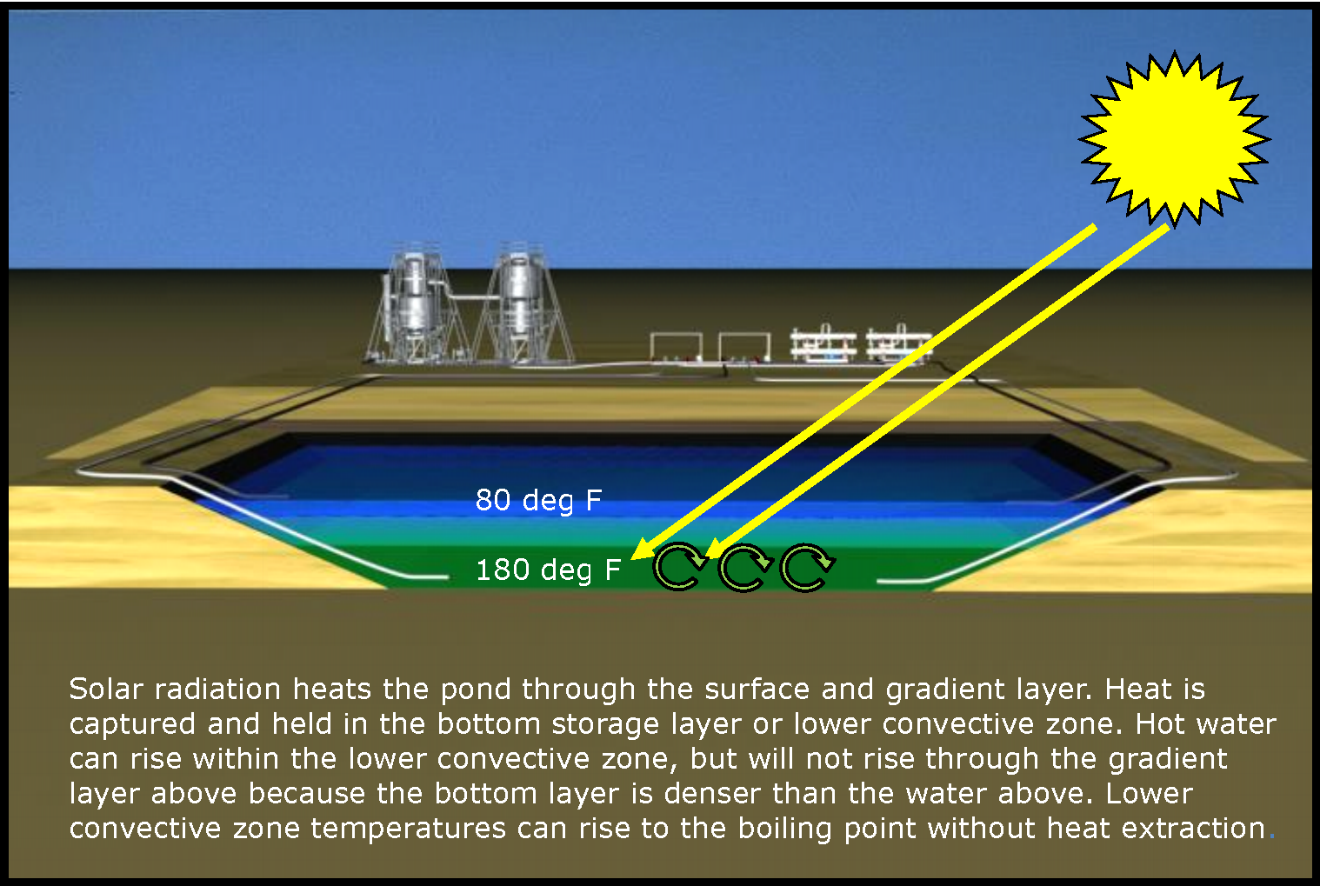 80 deg F
180 deg F
Solar radiation heats the pond through the surface and gradient layer. Heat is
captured and held in the bottom storage layer or lower convective zone. Hot water
can rise within the lower convective zone, but will not rise through the gradient
layer above because the bottom layer is denser than the water above. Lower
convective zone temperatures can rise to the boiling point without heat extraction.